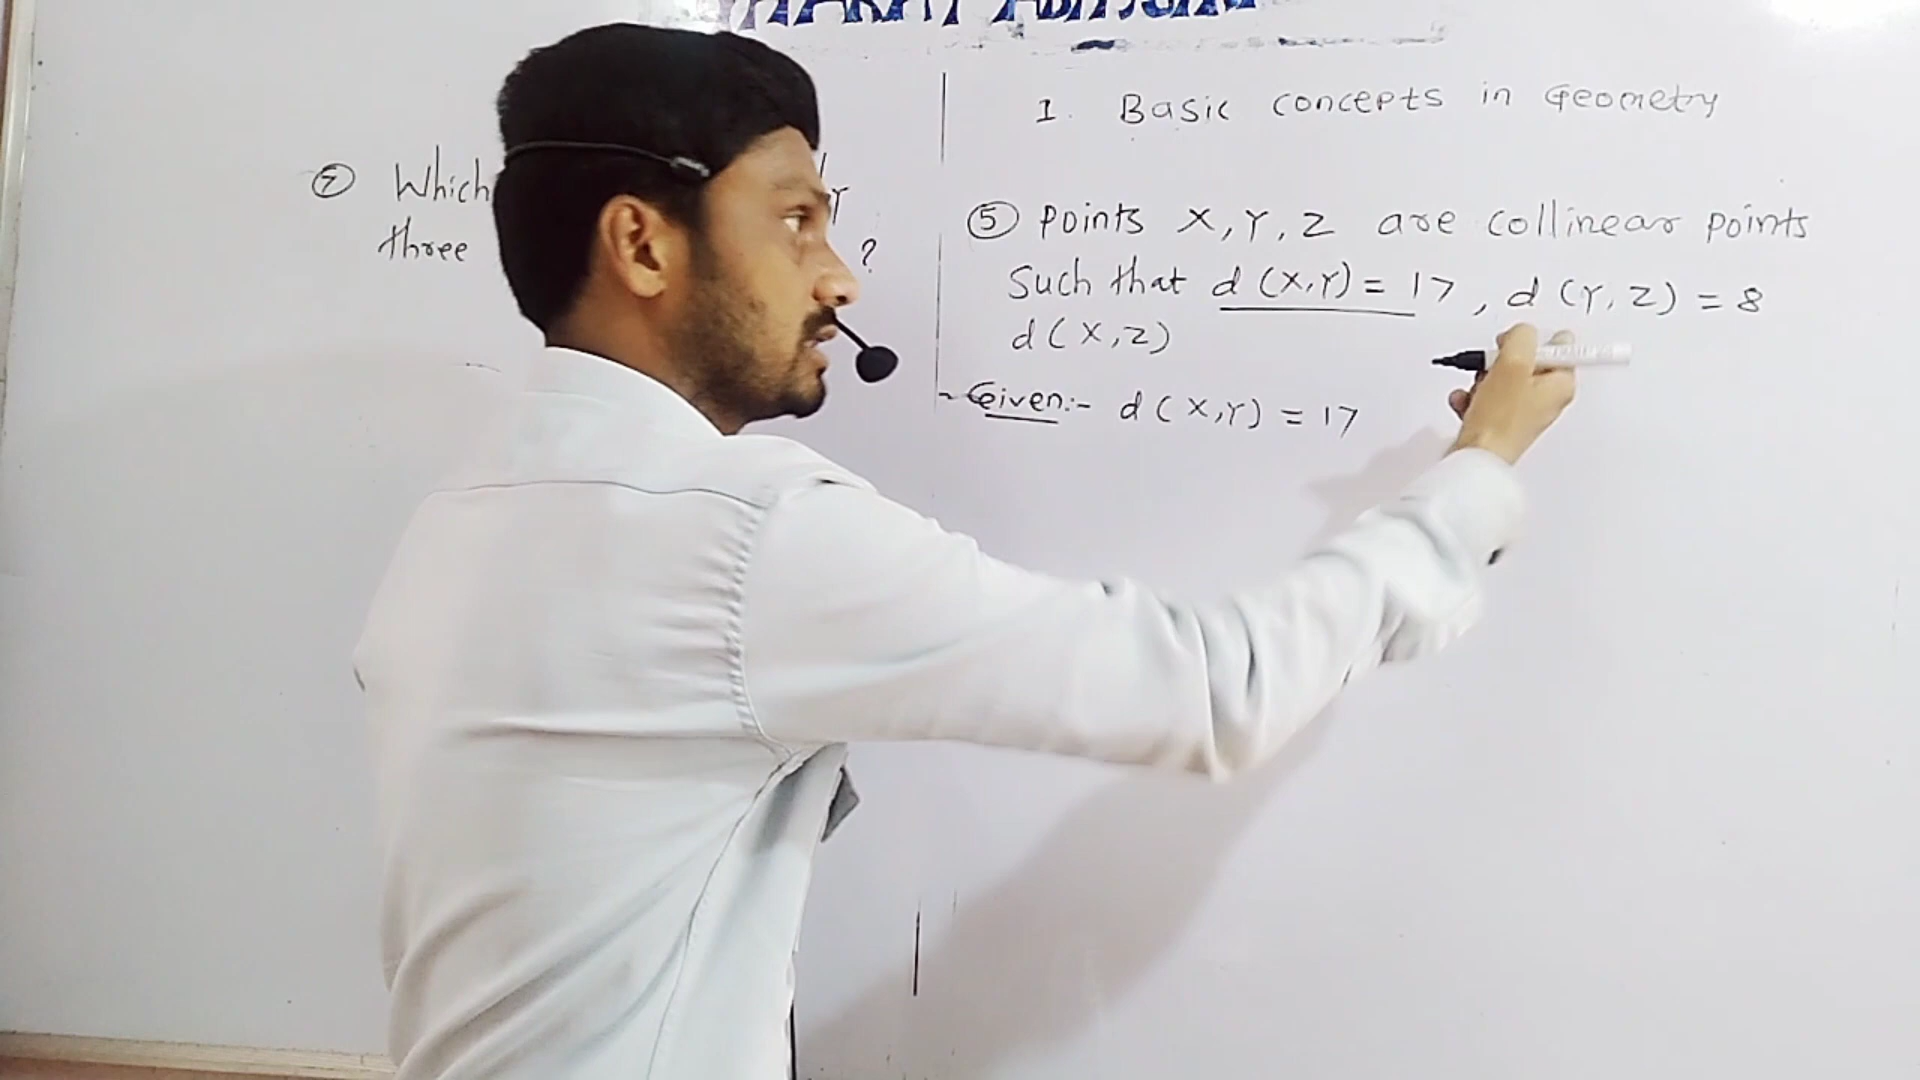 1. Basic concepts in Geometry
⑦ Which
three ?
⑤ points X, Y, Z are collinear points
Such that d (X,Y) = 17, d (Y, Z) = 8
d ( X, Z)
Given:- d ( X,Y) = 17